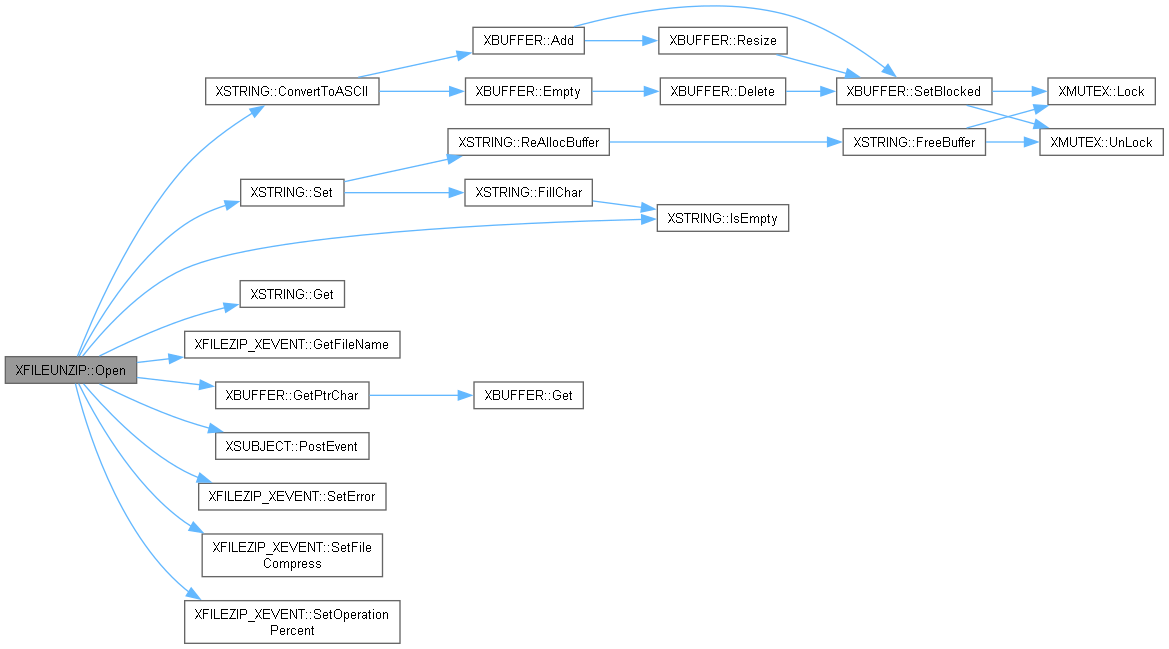 XBUFFER::Add
XBUFFER::Resize
XSTRING::ConvertToASCII
XBUFFER::Empty
XBUFFER::Delete
XBUFFER::SetBlocked
XMUTEX::Lock
XSTRING::ReAllocBuffer
XSTRING::FreeBuffer
XMUTEX::UnLock
XSTRING::Set
XSTRING::FillChar
XSTRING::IsEmpty
XSTRING::Get
XFILEZIP_XEVENT::GetFileName
XFILEUNZIP::Open
XBUFFER::GetPtrChar
XBUFFER::Get
XSUBJECT::PostEvent
XFILEZIP_XEVENT::SetError
XFILEZIP_XEVENT::SetFile
Compress
XFILEZIP_XEVENT::SetOperation
Percent